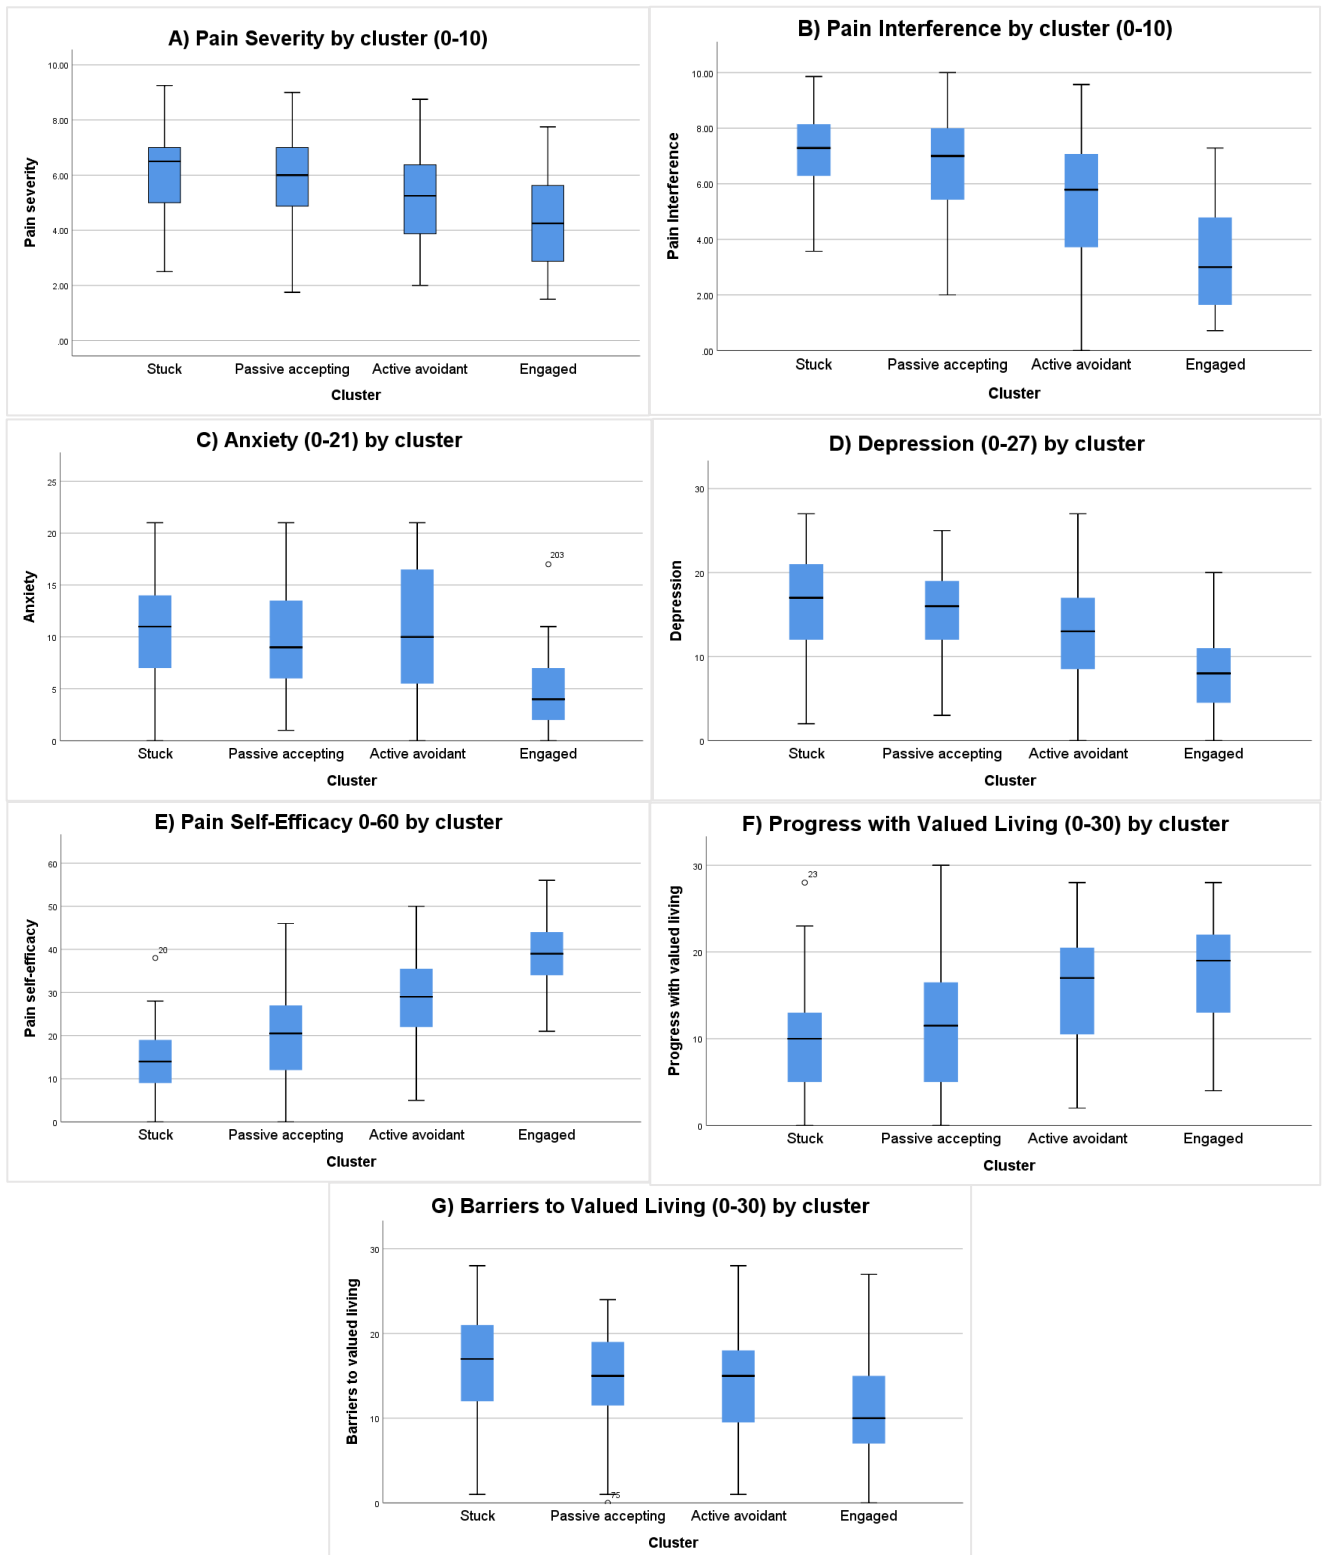 A) Pain Severity by cluster (0-10)
10.00
8.00
6.00
4.00
2.00
.00
Pain severity
Stuck Passive accepting Active avoidant Engaged
Cluster
B) Pain Interference by cluster (0-10)
10.00
8.00
6.00
4.00
2.00
.00
Pain Interference
Stuck Passive accepting Active avoidant Engaged
Cluster
C) Anxiety (0-21) by cluster
25
20
15
10
5
0
Anxiety
203
Stuck Passive accepting Active avoidant Engaged
Cluster
D) Depression (0-27) by cluster
30
20
10
0
Depression
Stuck Passive accepting Active avoidant Engaged
Cluster
E) Pain Self-Efficacy 0-60 by cluster
60
50
40
30
20
10
0
Pain self-efficacy
20
Stuck Passive accepting Active avoidant Engaged
Cluster
F) Progress with Valued Living (0-30) by cluster
30
20
10
0
Progress with valued living
23
Stuck Passive accepting Active avoidant Engaged
Cluster
G) Barriers to Valued Living (0-30) by cluster
30
20
10
0
Barriers to valued living
75
Stuck Passive accepting Active avoidant Engaged
Cluster